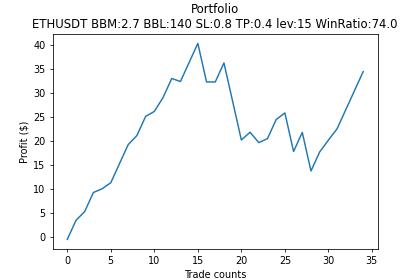 Portfolio
ETHUSDT BBM:2.7 BBL:140 SL:0.8 TP:0.4 lev:15 WinRatio:74.0
40
35
30
25
20
15
10
5
0
Profit ($)
0 5 10 15 20 25 30 35
Trade counts